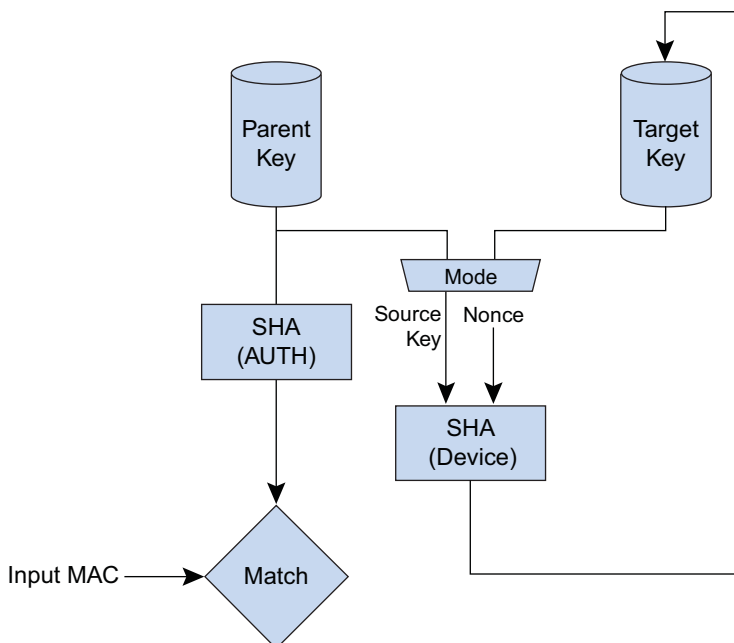 Parent
Key
Target
Key
Mode
Source
Key
Nonce
SHA
(AUTH)
SHA
(Device)
Input MAC
Match